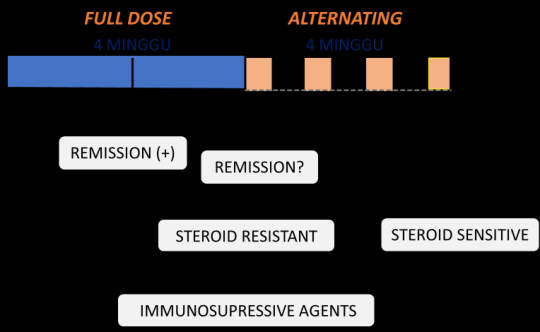 FULL DOSE
ALTERNATING
4 MINGGU
4 MINGGU
REMISSION (+)
REMISSION?
STEROID RESISTANT
STEROID SENSITIVE
IMMUNOSUPRESSIVE AGENTS